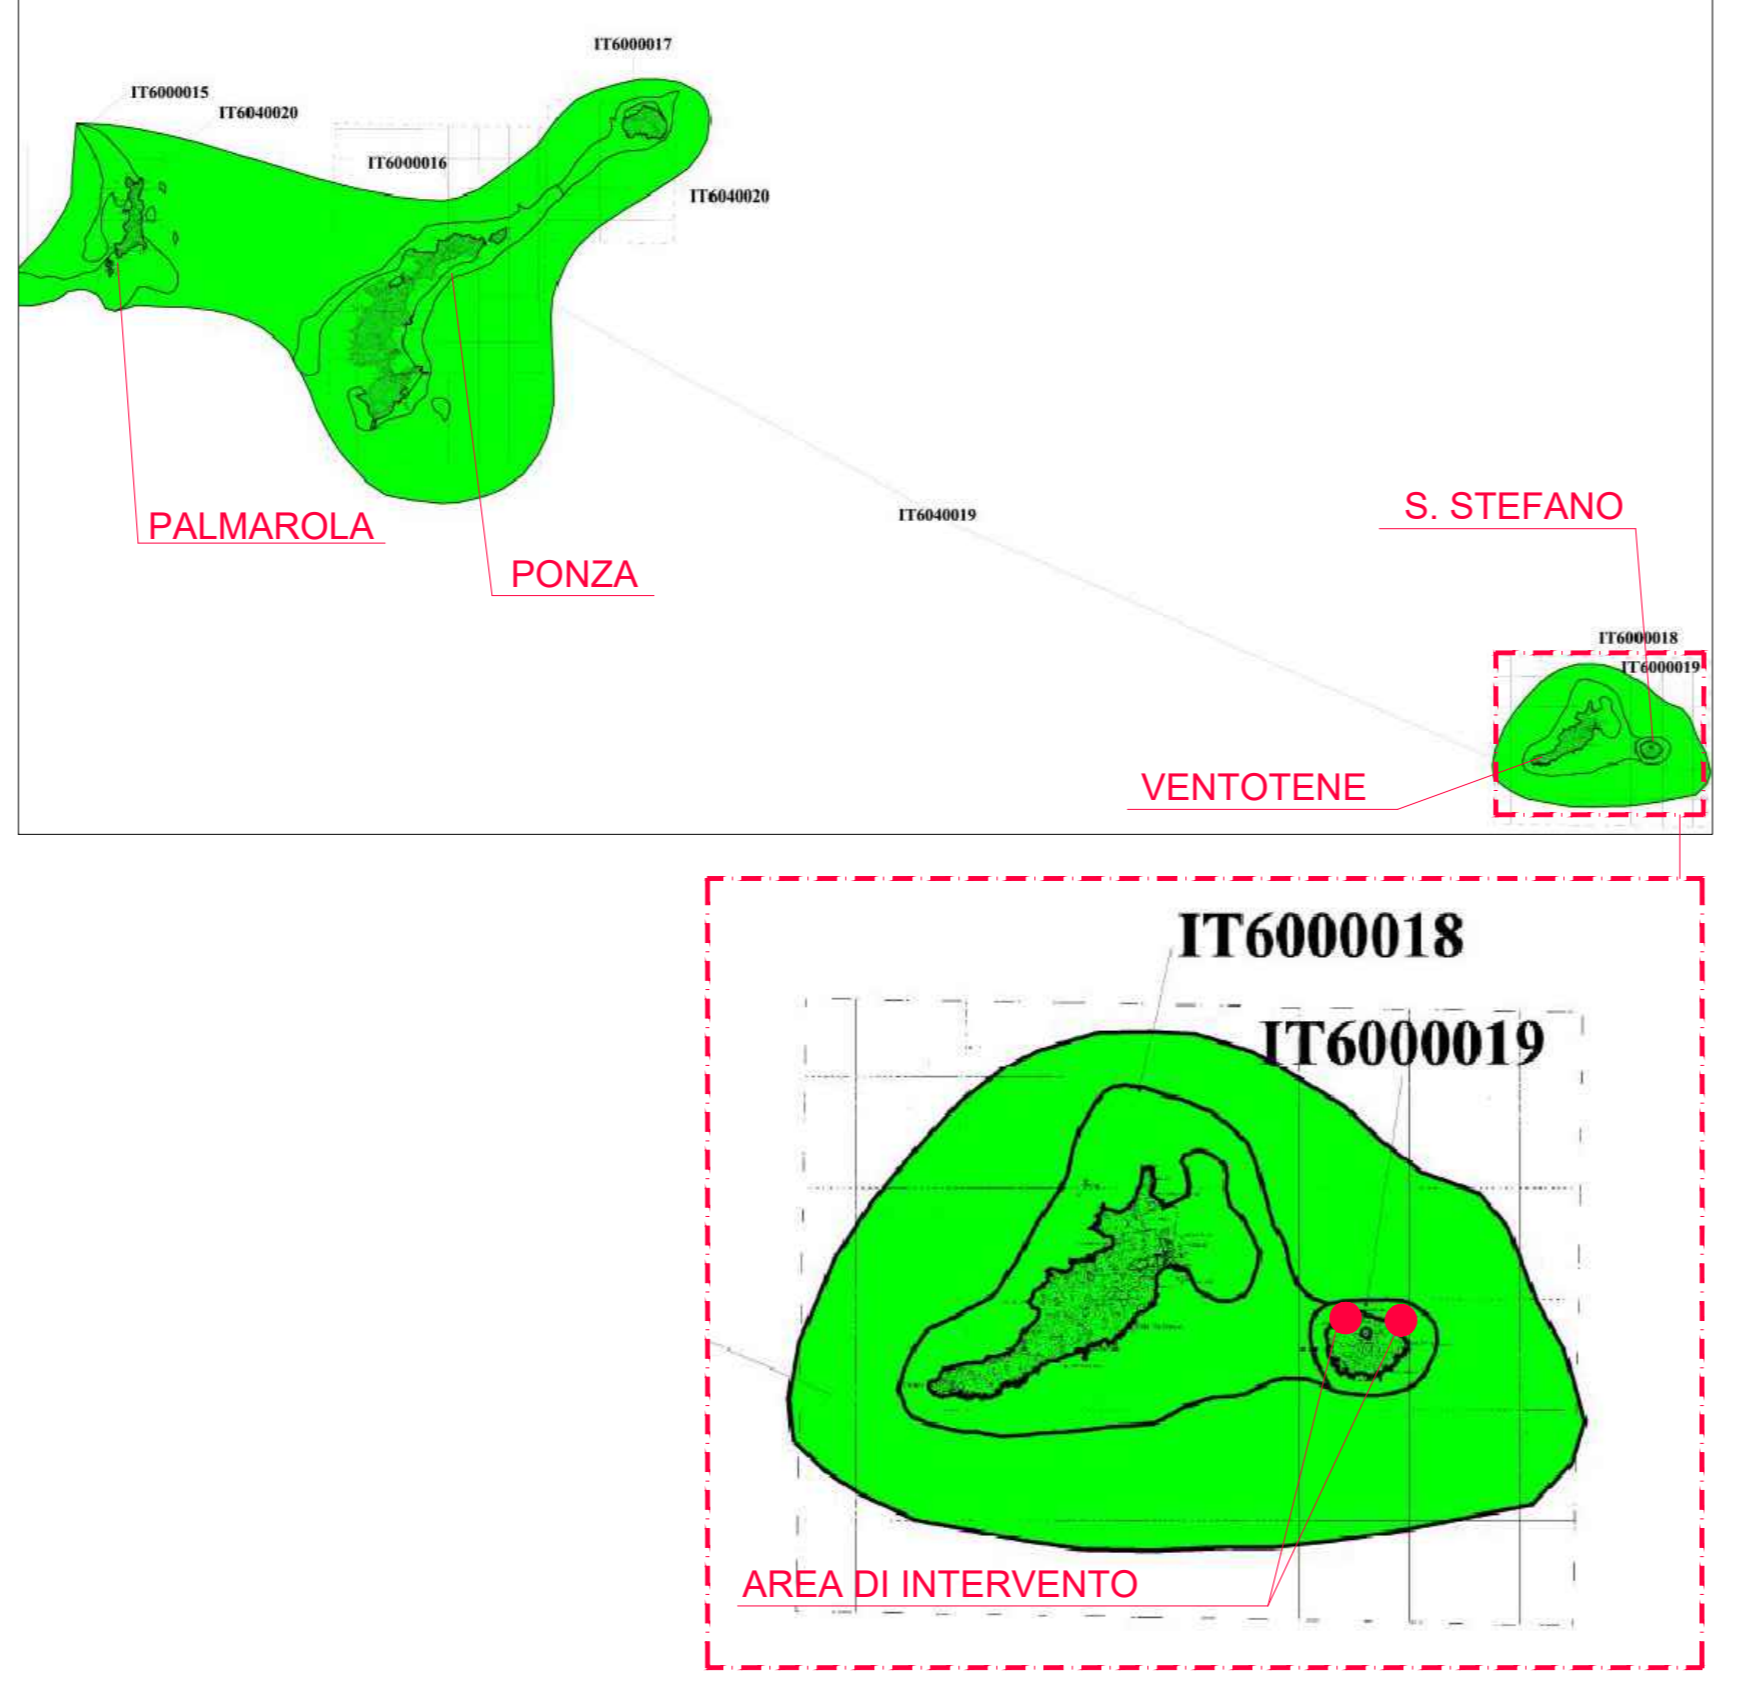 IT6000017
IT6000015
IT6040020
IT6000016
IT6040020
PALMAROLA
PONZA
IT6040019
S. STEFANO
IT6000018
IT6000019
VENTOTENE
IT6000018
IT6000019
AREA DI INTERVENTO